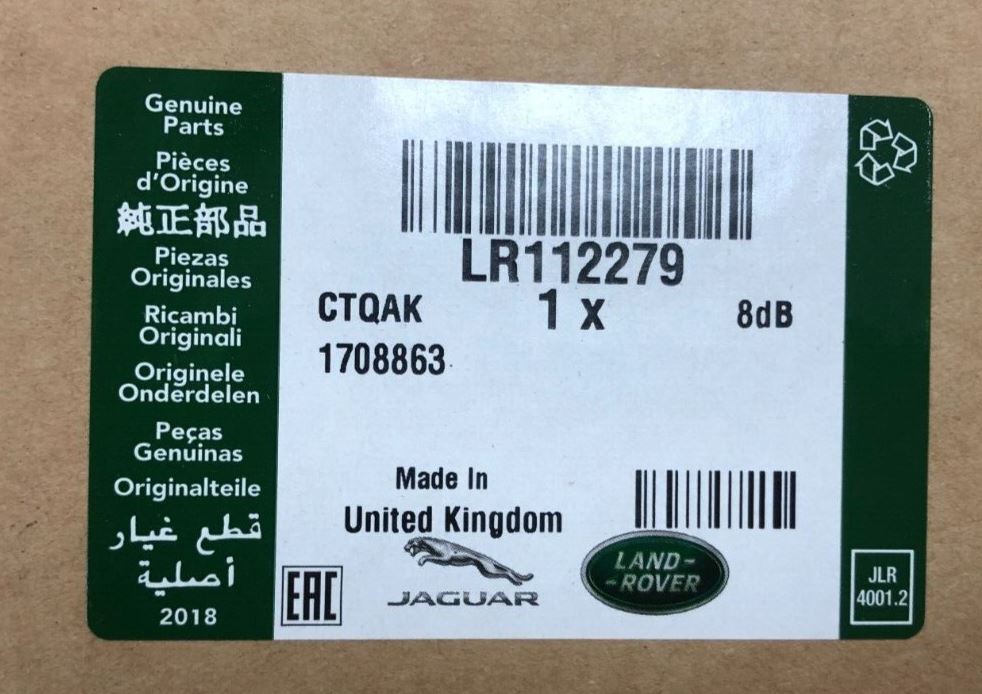 Genuine
Parts
Pièces
d'Origine
純正部品
Piezas
Originales
Ricambi
Originali
Originele
Onderdelen
Peças
Genuinas
Originalteile
قطع غيار
أصلية
2018
LR112279
CTQAK 1 x 8dB
1708863
Made In
United Kingdom
EAC
JAGUAR
LAND-
-ROVER
JLR
4001.2